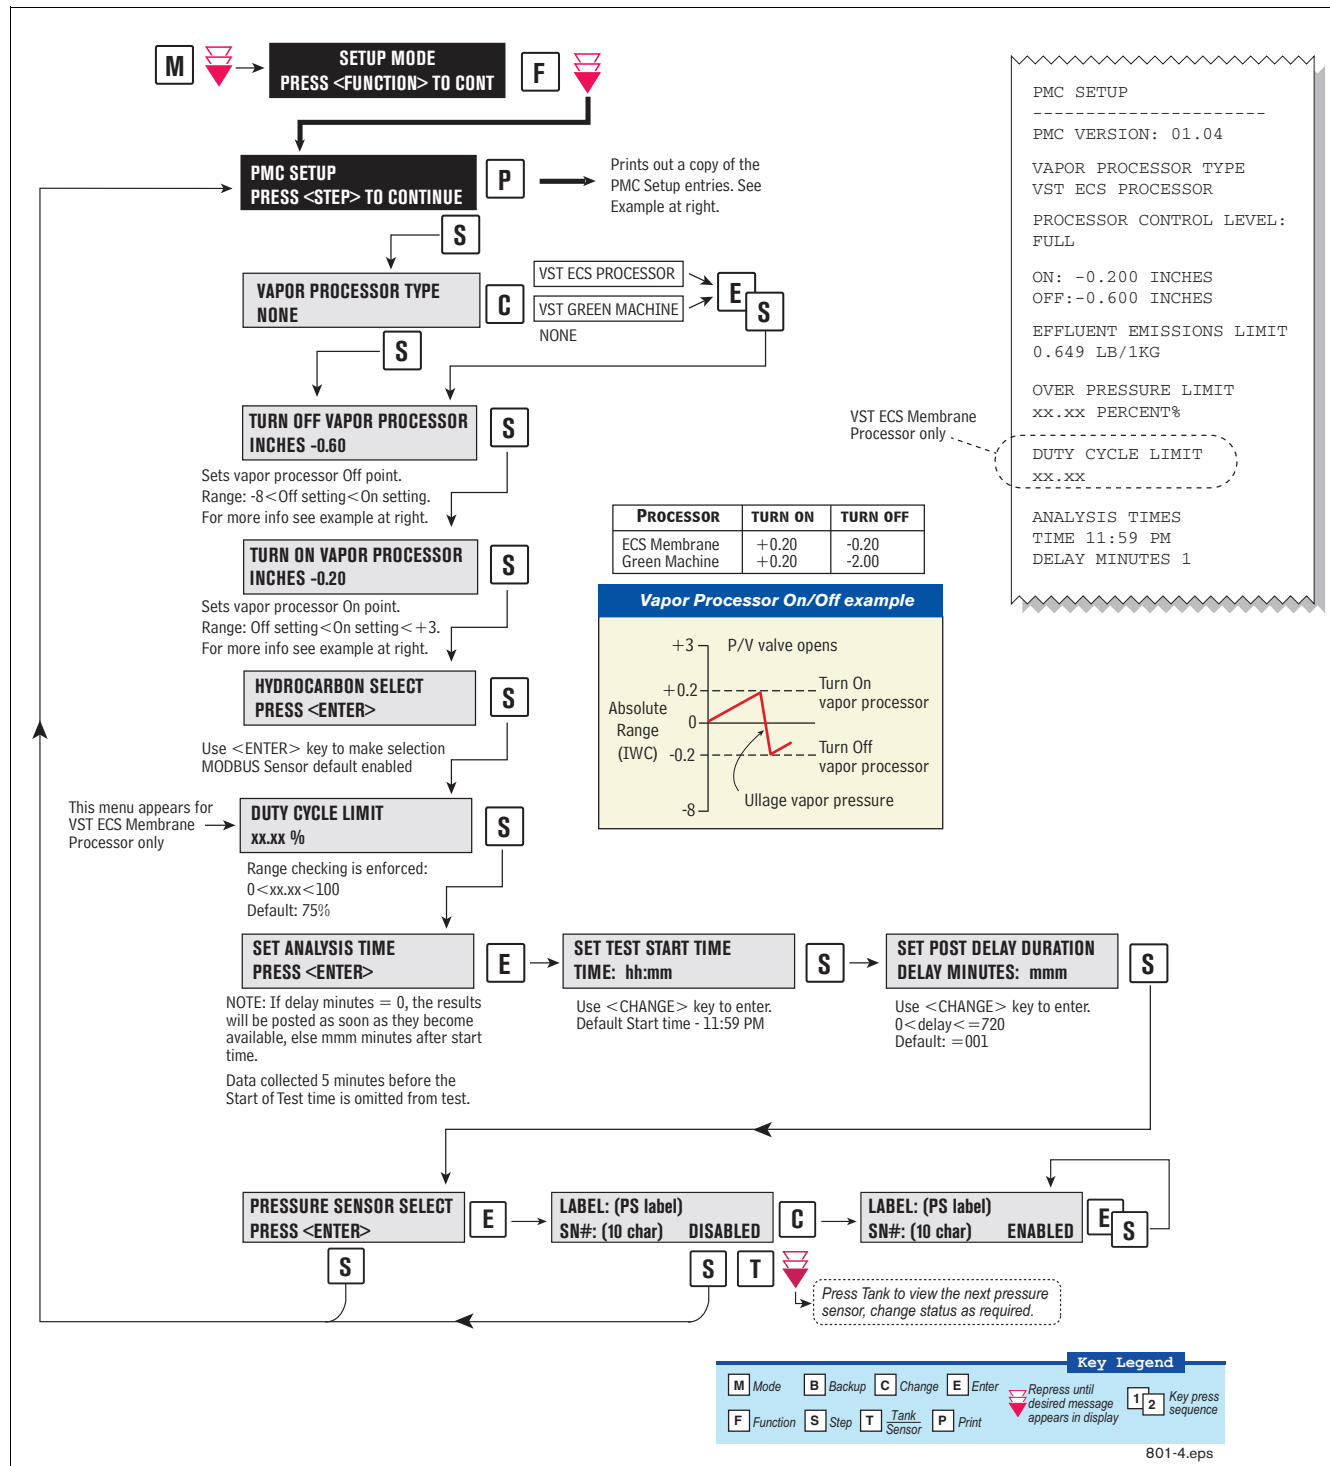 M
SETUP MODE
PRESS <FUNCTION> TO CONT
F
PMC SETUP
PRESS <STEP> TO CONTINUE
P
Prints out a copy of the
PMC Setup entries. See
Example at right.
S
VAPOR PROCESSOR TYPE
NONE
C
VST ECS PROCESSOR
VST GREEN MACHINE
NONE
E
S
S
TURN OFF VAPOR PROCESSOR
INCHES -0.60
S
Sets vapor processor Off point.
Range: -8<Off setting<On setting.
For more info see example at right.
TURN ON VAPOR PROCESSOR
INCHES -0.20
S
Sets vapor processor On point.
Range: Off setting<On setting<+3.
For more info see example at right.
HYDROCARBON SELECT
PRESS <ENTER>
S
Use <ENTER> key to make selection
MODBUS Sensor default enabled
This menu appears for
VST ECS Membrane
Processor only
DUTY CYCLE LIMIT
xx.xx %
S
Range checking is enforced:
0<xx.xx<100
Default: 75%
PROCESSOR TURN ON TURN OFF
ECS Membrane +0.20 -0.20
Green Machine +0.20 -2.00
Vapor Processor On/Off example
+3
P/V valve opens
+0.2
Turn On
vapor processor
Absolute
Range
(IWC)
0
-0.2
Turn Off
vapor processor
Ullage vapor pressure
-8
PMC SETUP
----------------------
PMC VERSION: 01.04
VAPOR PROCESSOR TYPE
VST ECS PROCESSOR
PROCESSOR CONTROL LEVEL:
FULL
ON: -0.200 INCHES
OFF:-0.600 INCHES
EFFLUENT EMISSIONS LIMIT
0.649 LB/1KG
OVER PRESSURE LIMIT
xx.xx PERCENT%
VST ECS Membrane
Processor only
DUTY CYCLE LIMIT
xx.xx
ANALYSIS TIMES
TIME 11:59 PM
DELAY MINUTES 1
SET ANALYSIS TIME
PRESS <ENTER>
E
SET TEST START TIME
TIME: hh:mm
S
SET POST DELAY DURATION
DELAY MINUTES: mmm
S
NOTE: If delay minutes = 0, the results
will be posted as soon as they become
available, else mmm minutes after start
time.
Data collected 5 minutes before the
Start of Test time is omitted from test.
Use <CHANGE> key to enter.
Default Start time - 11:59 PM
Use <CHANGE> key to enter.
0<delay<=720
Default: =001
PRESSURE SENSOR SELECT
PRESS <ENTER>
E
LABEL: (PS label)
SN#: (10 char) DISABLED
C
LABEL: (PS label)
SN#: (10 char) ENABLED
E
S
S
S
T
Press Tank to view the next pressure
sensor, change status as required.
Key Legend
M Mode B Backup C Change E Enter
F Function S Step T Tank Sensor P Print
Repress until
desired message
appears in display
1 2 Key press
sequence
801-4.eps